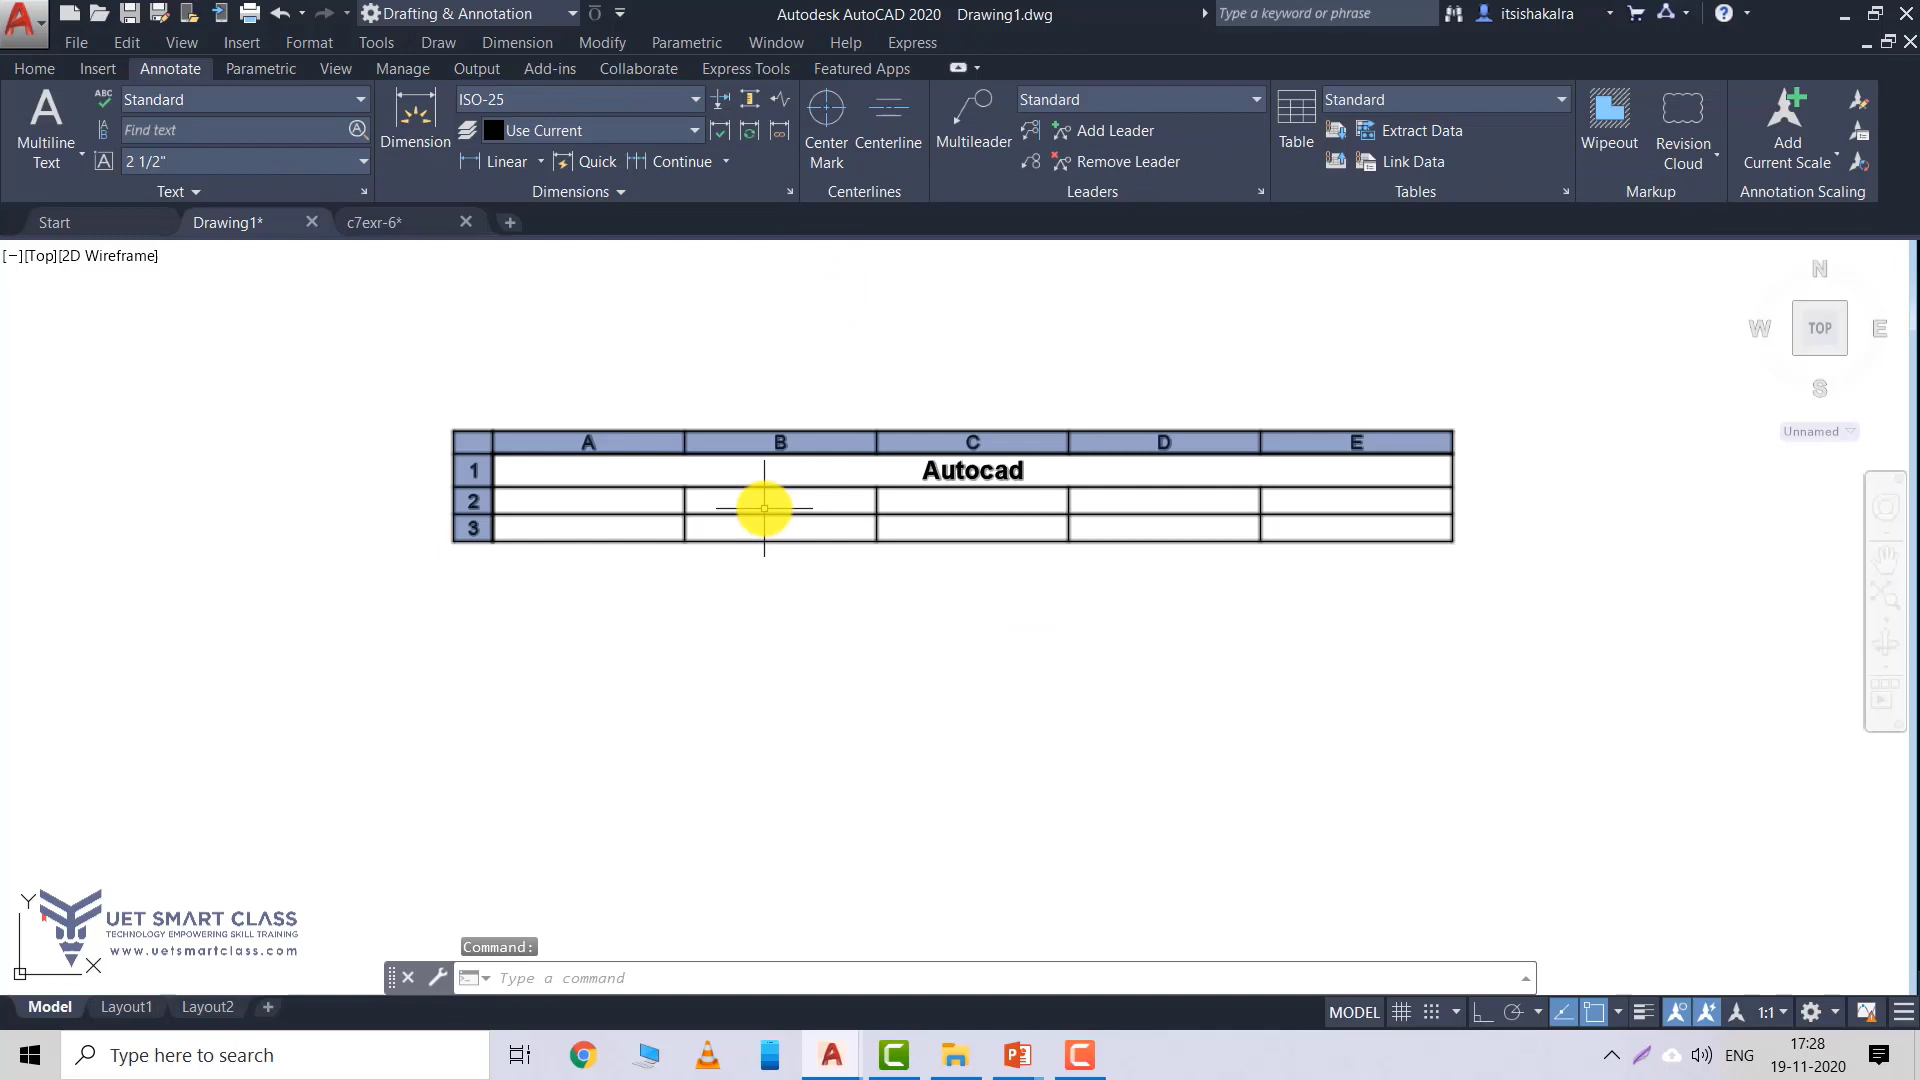 Drafting & Annotation
Autodesk AutoCAD 2020 Drawing1.dwg
Type a keyword or phrase
itsishakalra
File Edit View Insert Format Tools Draw Dimension Modify Parametric Window Help Express
Home Insert Annotate Parametric View Manage Output Add-ins Collaborate Express Tools Featured Apps
ABC Standard ISO-25 Standard Standard
Find text Use Current Add Leader Extract Data
Multiline Text
2 1/2"
Dimension
Linear Quick Continue
Center Mark
Centerline
Multileader
Remove Leader
Table
Link Data
Wipeout
Revision Cloud
Add Current Scale
Text Dimensions Centerlines Leaders Tables Markup Annotation Scaling
Start Drawing1* c7exr-6*
[−][Top][2D Wireframe]
N
W TOP E
S
Unnamed
A B C D E
1 Autocad
2
3
Y
X
UET SMART CLASS
TECHNOLOGY EMPOWERING SKILL TRAINING
www.uetsmartclass.com
Command:
Type a command
Model Layout1 Layout2
MODEL 1:1
Type here to search
ENG
17:28
19-11-2020